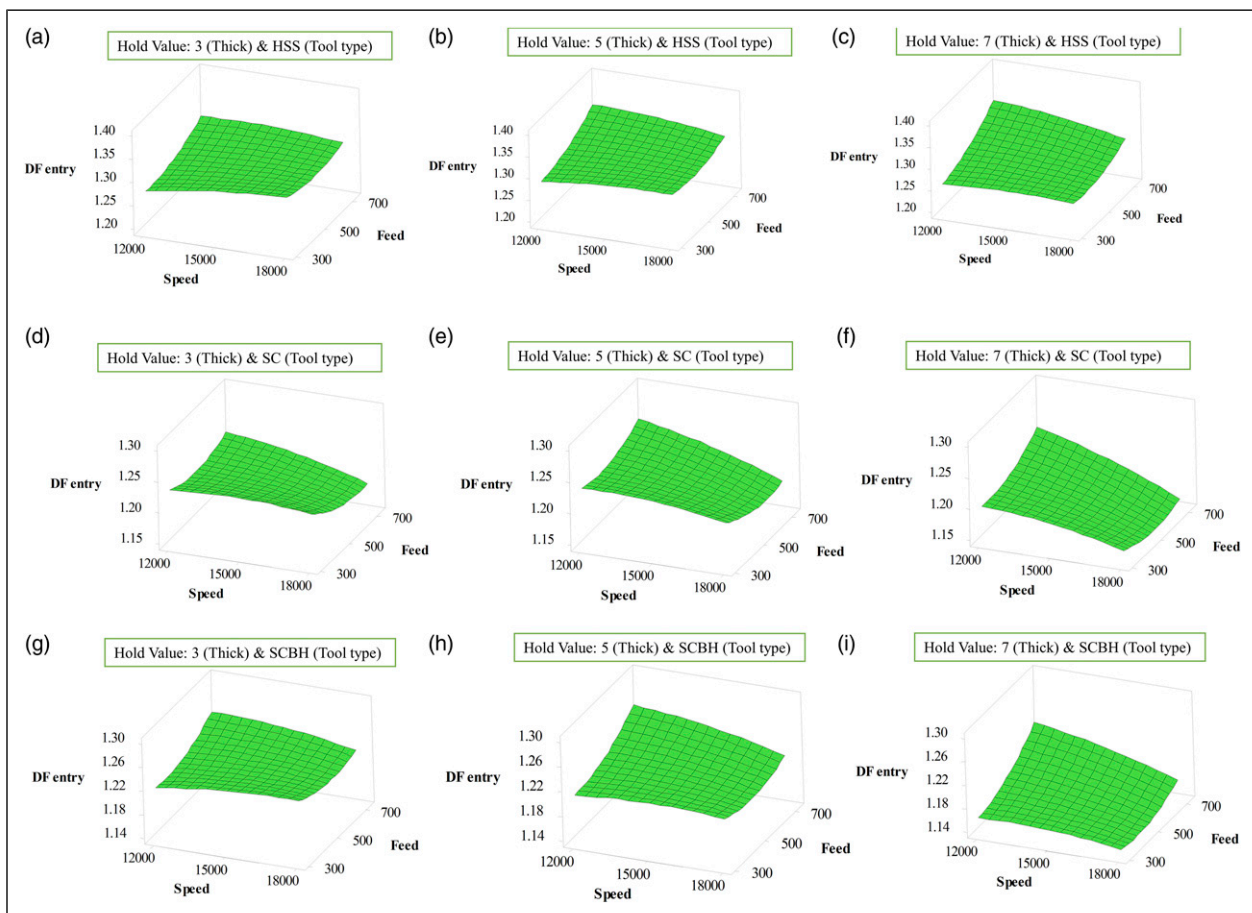 (a)
Hold Value: 3 (Thick) & HSS (Tool type)
1.40
1.35
DF entry
1.30
1.25
1.20
12000
15000
18000
Speed
300
500
700
Feed
(b)
Hold Value: 5 (Thick) & HSS (Tool type)
1.40
1.35
DF entry
1.30
1.25
1.20
12000
15000
18000
Speed
300
500
700
Feed
(c)
Hold Value: 7 (Thick) & HSS (Tool type)
1.40
1.35
DF entry
1.30
1.25
1.20
12000
15000
18000
Speed
300
500
700
Feed
(d)
Hold Value: 3 (Thick) & SC (Tool type)
1.30
1.25
DF entry
1.20
1.15
12000
15000
18000
Speed
300
500
700
Feed
(e)
Hold Value: 5 (Thick) & SC (Tool type)
1.30
1.25
DF entry
1.20
1.15
12000
15000
18000
Speed
300
500
700
Feed
(f)
Hold Value: 7 (Thick) & SC (Tool type)
1.30
1.25
DF entry
1.20
1.15
12000
15000
18000
Speed
300
500
700
Feed
(g)
Hold Value: 3 (Thick) & SCBH (Tool type)
1.30
1.26
DF entry
1.22
1.18
1.14
12000
15000
18000
Speed
300
500
700
Feed
(h)
Hold Value: 5 (Thick) & SCBH (Tool type)
1.30
1.26
DF entry
1.22
1.18
1.14
12000
15000
18000
Speed
300
500
700
Feed
(i)
Hold Value: 7 (Thick) & SCBH (Tool type)
1.30
1.26
DF entry
1.22
1.18
1.14
12000
15000
18000
Speed
300
500
700
Feed